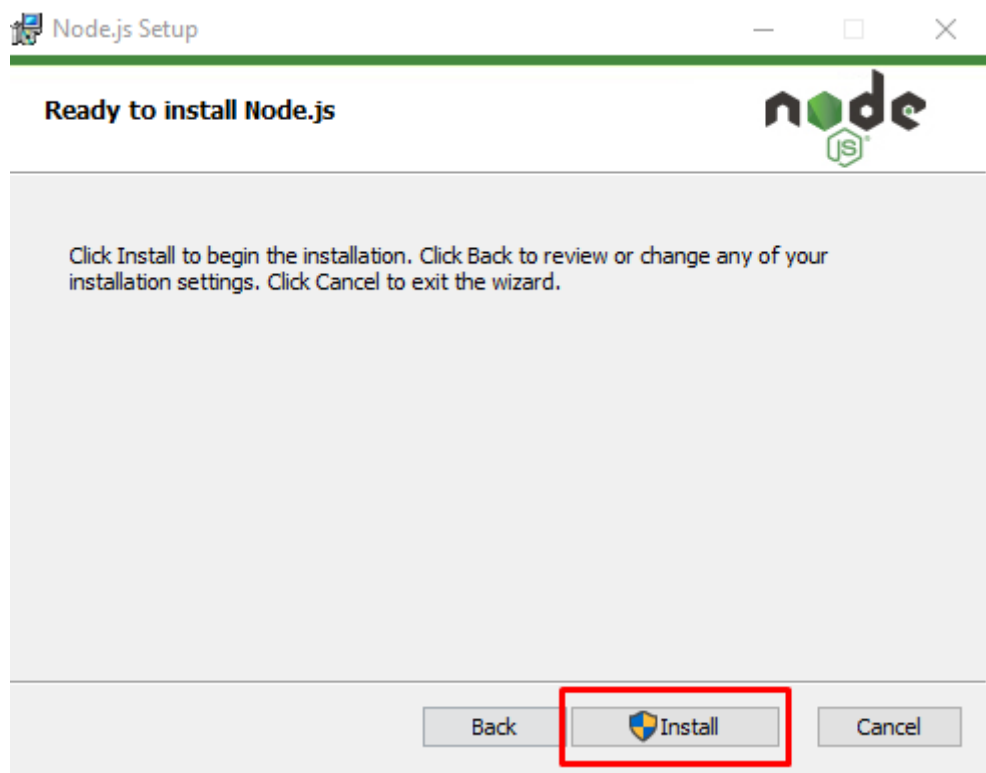 Node.js Setup
Ready to install Node.js
node
JS
Click Install to begin the installation. Click Back to review or change any of your
installation settings. Click Cancel to exit the wizard.
Back Install Cancel